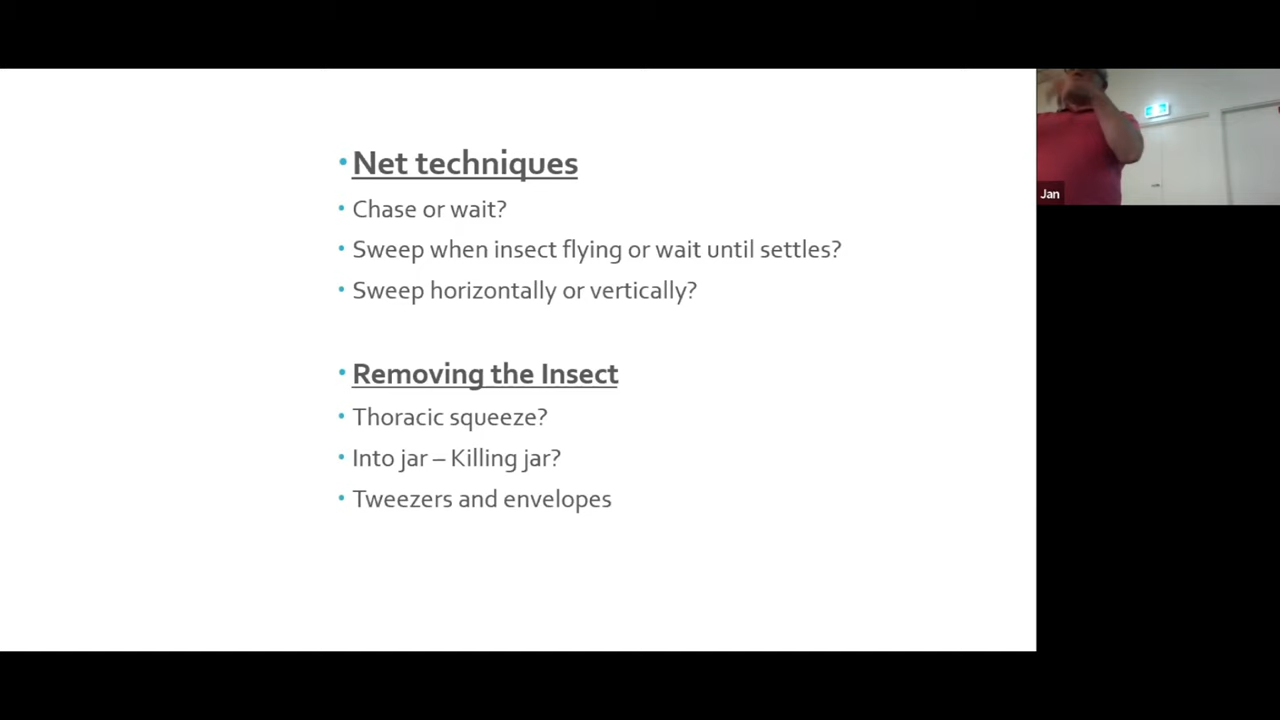 • Net techniques
• Chase or wait?
• Sweep when insect flying or wait until settles?
• Sweep horizontally or vertically?
• Removing the Insect
• Thoracic squeeze?
• Into jar – Killing jar?
• Tweezers and envelopes
Jan